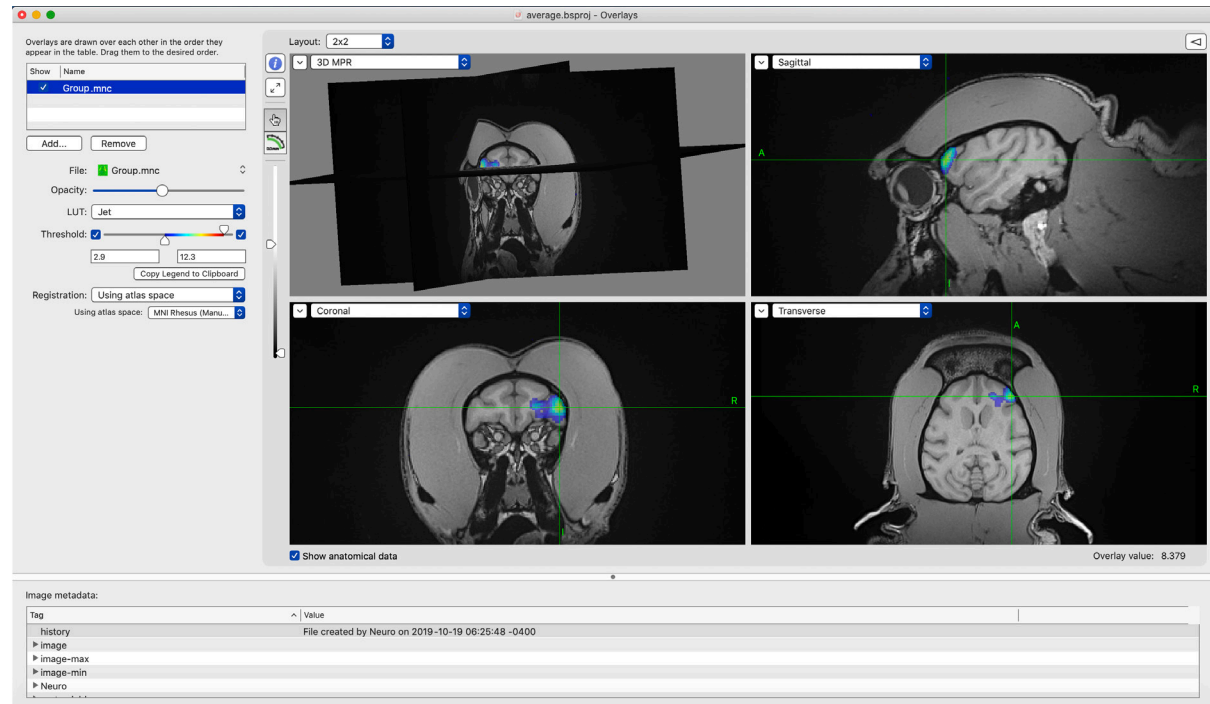 average.bsproj - Overlays
Overlays are drawn over each other in the order they
appear in the table. Drag them to the desired order.
Show Name
Group.mnc
Add... Remove
File: Group.mnc
Opacity:
LUT: Jet
Threshold:
2.9 12.3
Copy Legend to Clipboard
Registration: Using atlas space
Using atlas space: MNI Rhesus (Manu...
Layout: 2x2
3D MPR
Sagittal
A
I
Coronal
R
I
Transverse
A
R
Show anatomical data
Overlay value: 8.379
Image metadata:
Tag Value
history File created by Neuro on 2019-10-19 06:25:48 -0400
image
image-max
image-min
Neuro